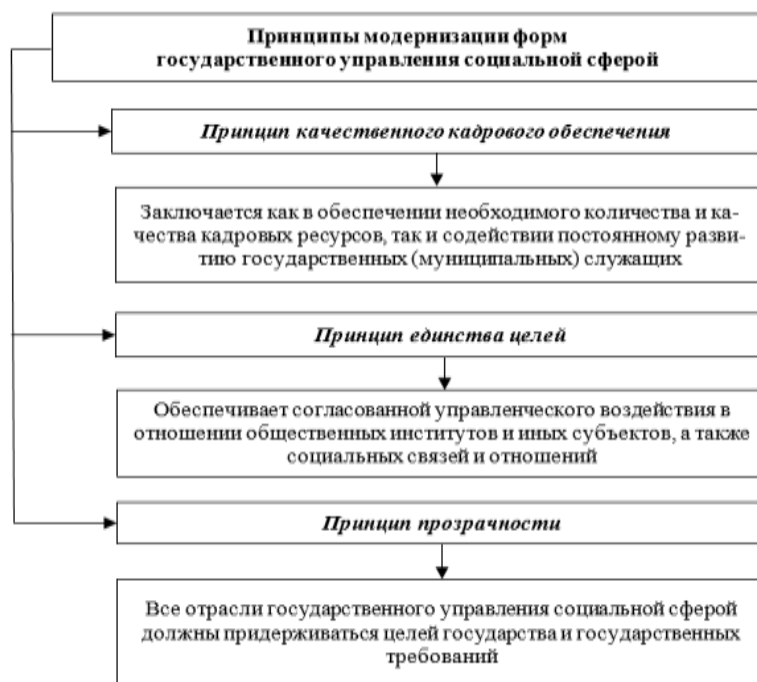 Принципы модернизации форм
государственного управления социальной сферой
Принцип качественного кадрового обеспечения
Заключается как в обеспечении необходимого количества и ка-
чества кадровых ресурсов, так и содействии постоянному разви-
тию государственных (муниципальных) служащих
Принцип единства целей
Обеспечивает согласованной управленческого воздействия в
отношении общественных институтов и иных субъектов, а также
социальных связей и отношений
Принцип прозрачности
Все отрасли государственного управления социальной сферой
должны придерживаться целей государства и государственных
требований